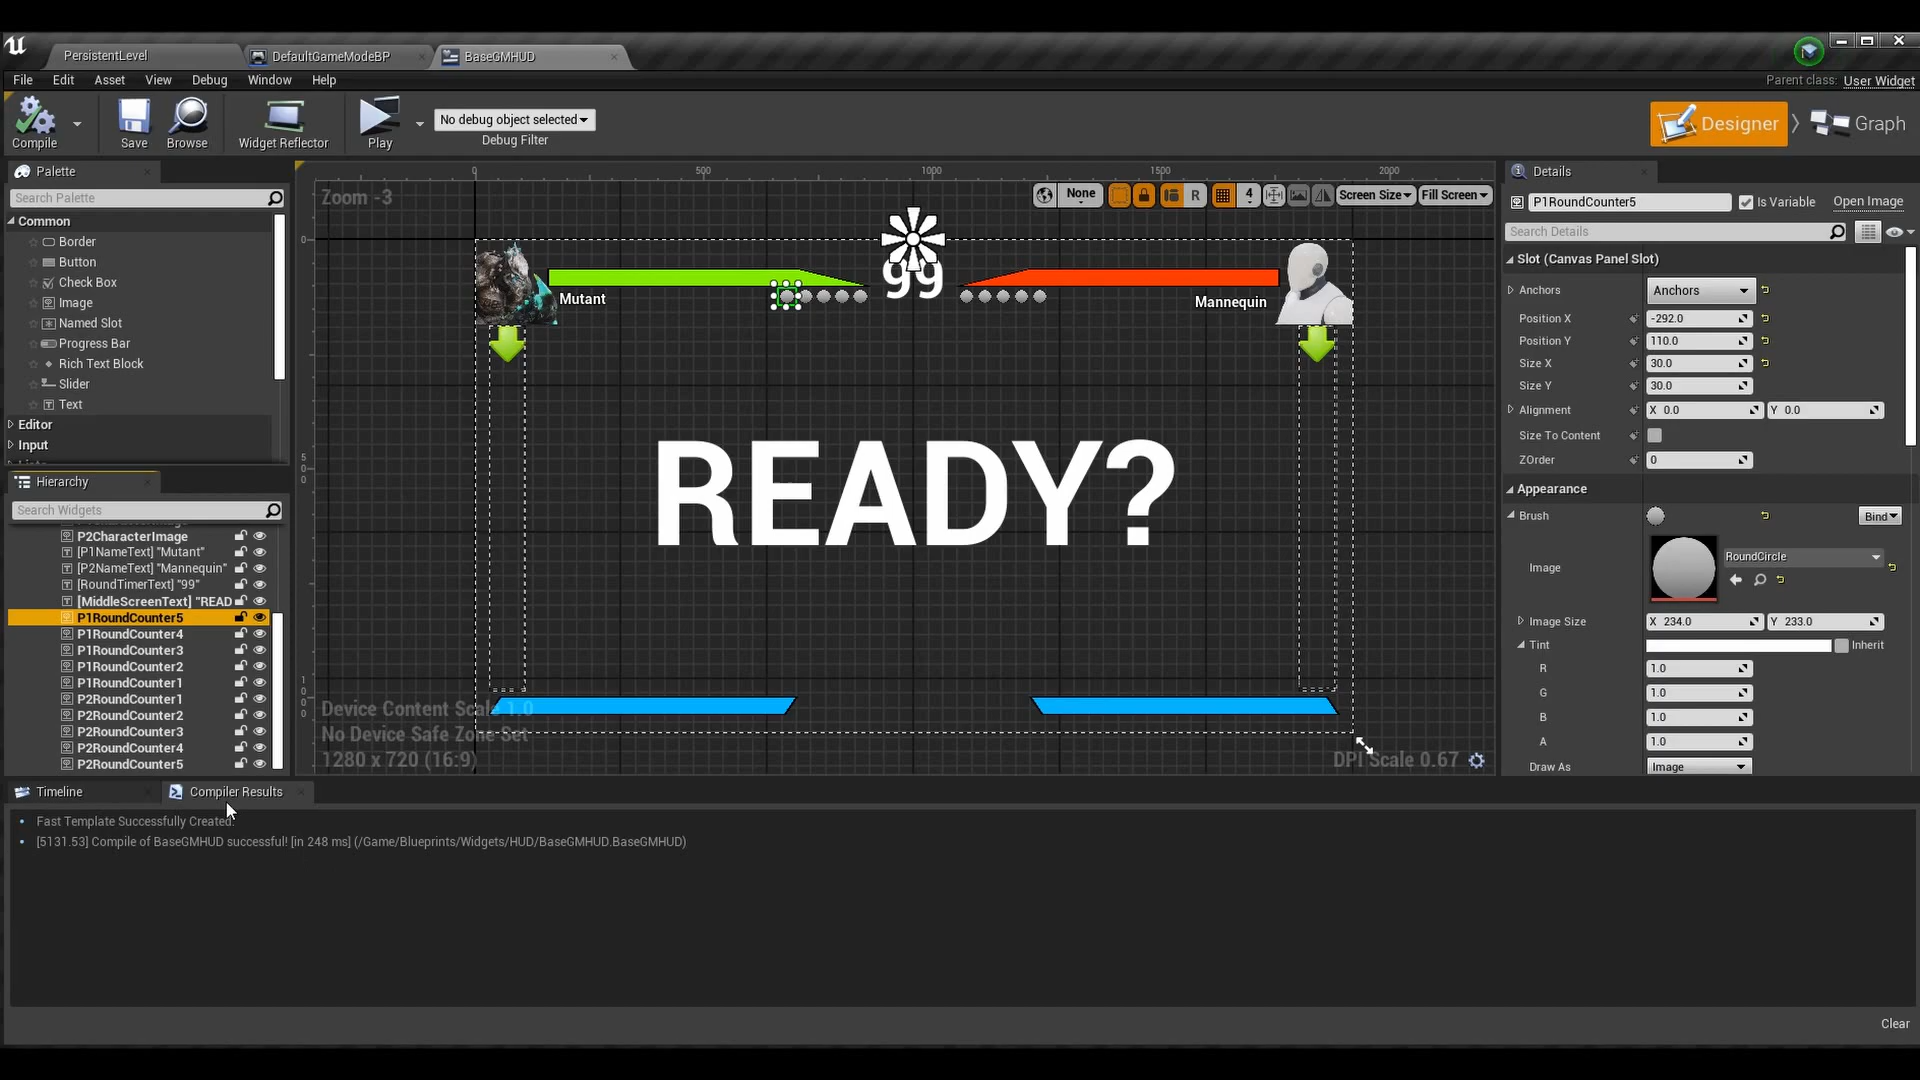 PersistentLevel
DefaultGameModeBP
BaseGMHUD
File Edit Asset View Debug Window Help
Parent class: User Widget
Compile
Save
Browse
Widget Reflector
Play
No debug object selected
Debug Filter
Designer
Graph
Palette
Search Palette
Common
Border
Button
Check Box
Image
Named Slot
Progress Bar
Rich Text Block
Slider
Text
Editor
Input
Hierarchy
Search Widgets
P2CharacterImage
[P1NameText] "Mutant"
[P2NameText] "Mannequin"
[RoundTimerText] "99"
[MiddleScreenText] "READ
P1RoundCounter5
P1RoundCounter4
P1RoundCounter3
P1RoundCounter2
P1RoundCounter1
P2RoundCounter1
P2RoundCounter2
P2RoundCounter3
P2RoundCounter4
P2RoundCounter5
0 500 1000 1500 2000
Zoom -3
None
R
4
Screen Size
Fill Screen
0
500
1000
99
Mutant
Mannequin
READY?
Device Content Scale 1.0
No Device Safe Zone Set
1280 x 720 (16:9)
DPI Scale 0.67
Details
P1RoundCounter5
Is Variable
Open Image
Search Details
Slot (Canvas Panel Slot)
Anchors Anchors
Position X -292.0
Position Y 110.0
Size X 30.0
Size Y 30.0
Alignment X 0.0 Y 0.0
Size To Content
ZOrder 0
Appearance
Brush Bind
Image RoundCircle
Image Size X 234.0 Y 233.0
Tint Inherit
R 1.0
G 1.0
B 1.0
A 1.0
Draw As Image
Timeline
Compiler Results
Fast Template Successfully Created.
[5131.53] Compile of BaseGMHUD successful! [in 248 ms] (/Game/Blueprints/Widgets/HUD/BaseGMHUD.BaseGMHUD)
Clear